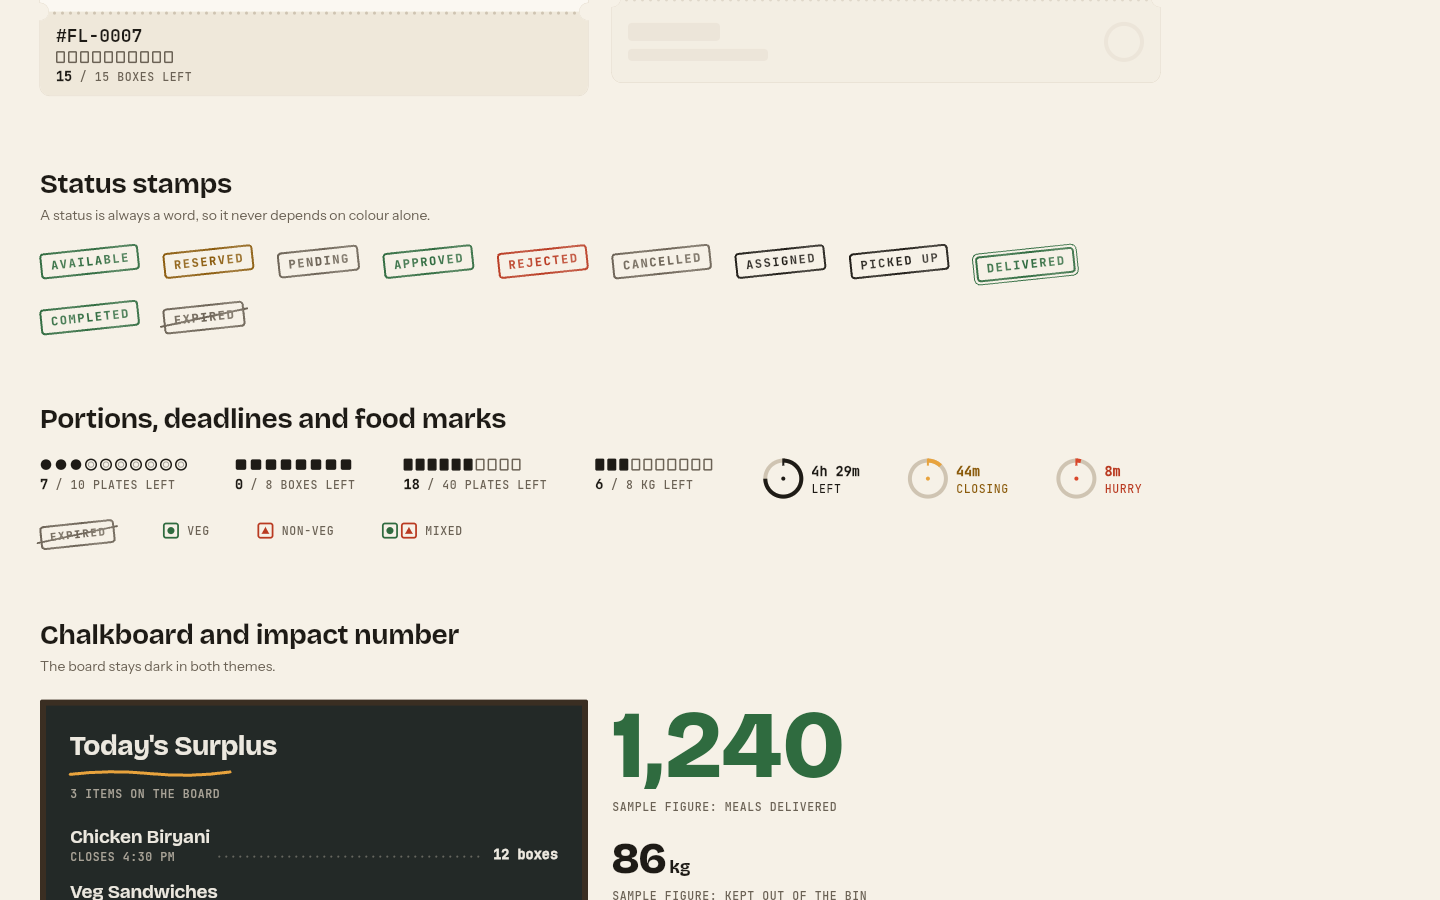 #FL-0007
15 / 15 BOXES LEFT
Status stamps
A status is always a word, so it never depends on colour alone.
AVAILABLE RESERVED PENDING APPROVED REJECTED CANCELLED ASSIGNED PICKED UP DELIVERED
COMPLETED EXPIRED
Portions, deadlines and food marks
7 / 10 PLATES LEFT 0 / 8 BOXES LEFT 18 / 40 PLATES LEFT 6 / 8 KG LEFT 4h 29m LEFT 44m CLOSING 8m HURRY
EXPIRED VEG NON-VEG MIXED
Chalkboard and impact number
The board stays dark in both themes.
Today's Surplus
3 ITEMS ON THE BOARD
Chicken Biryani
CLOSES 4:30 PM 12 boxes
Veg Sandwiches
1,240
SAMPLE FIGURE: MEALS DELIVERED
86 kg
SAMPLE FIGURE: KEPT OUT OF THE BIN